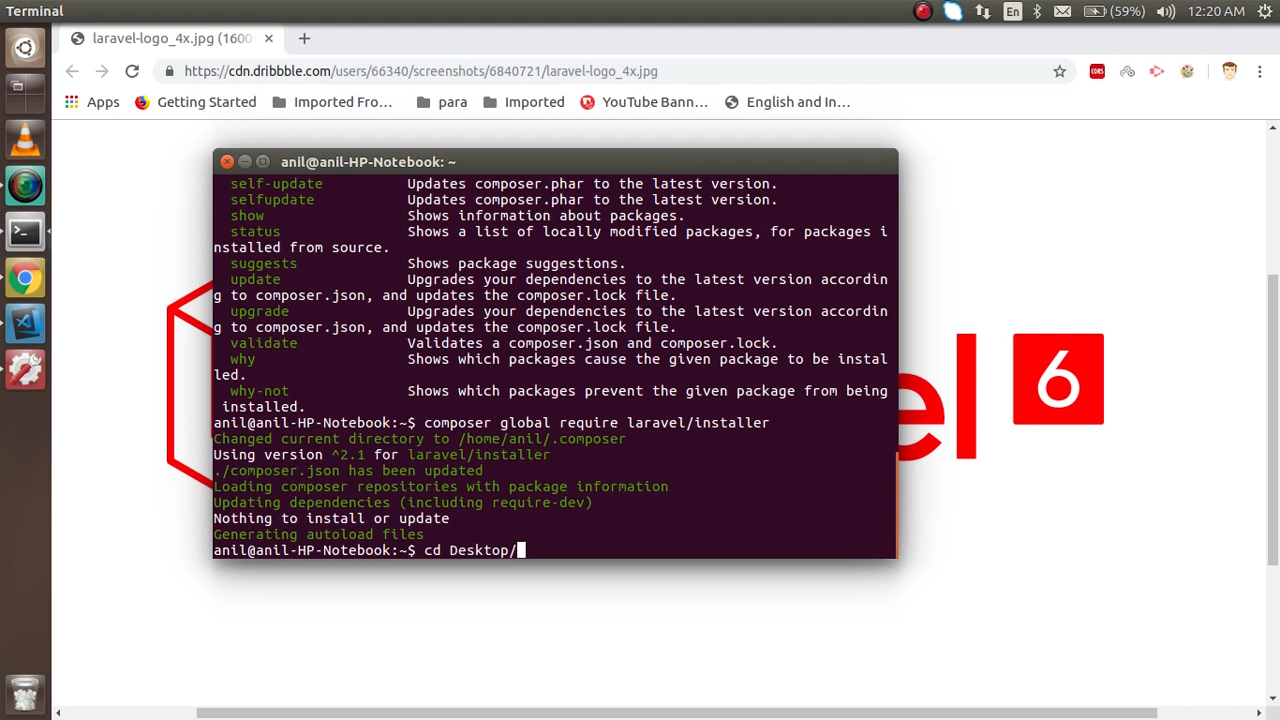 Terminal
En
(59%)
12:20 AM
laravel-logo_4x.jpg (1600
https://cdn.dribbble.com/users/66340/screenshots/6840721/laravel-logo_4x.jpg
CORS
Apps
Getting Started
Imported Fro...
para
Imported
YouTube Bann...
English and In...
anil@anil-HP-Notebook: ~
self-update Updates composer.phar to the latest version.
selfupdate Updates composer.phar to the latest version.
show Shows information about packages.
status Shows a list of locally modified packages, for packages i
nstalled from source.
suggests Shows package suggestions.
update Upgrades your dependencies to the latest version accordin
g to composer.json, and updates the composer.lock file.
upgrade Upgrades your dependencies to the latest version accordin
g to composer.json, and updates the composer.lock file.
validate Validates a composer.json and composer.lock.
why Shows which packages cause the given package to be instal
led.
why-not Shows which packages prevent the given package from being
installed.
anil@anil-HP-Notebook:~$ composer global require laravel/installer
Changed current directory to /home/anil/.composer
Using version ^2.1 for laravel/installer
./composer.json has been updated
Loading composer repositories with package information
Updating dependencies (including require-dev)
Nothing to install or update
Generating autoload files
anil@anil-HP-Notebook:~$ cd Desktop/
el
6